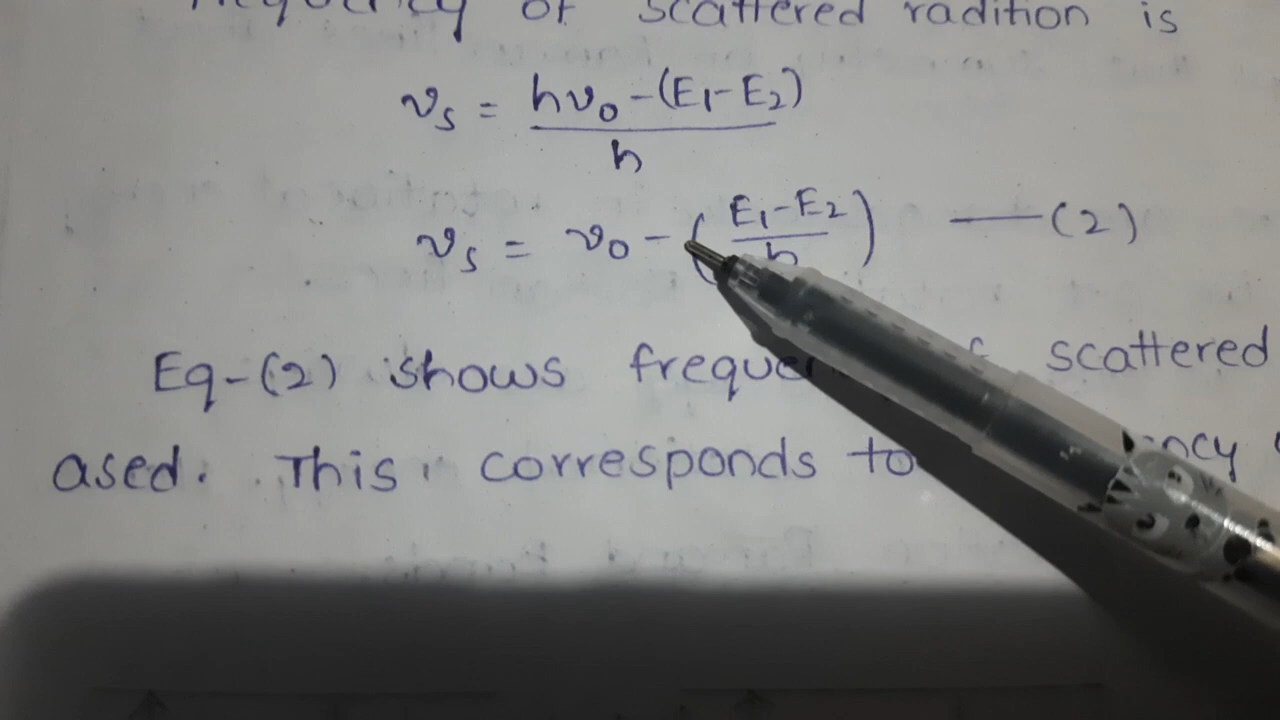 of scattered radition is
νs = hν0 - (E1 - E2) / h
νs = ν0 - (E1 - E2 / h) —— (2)
Eq-(2) shows scattered
ased. This corresponds to